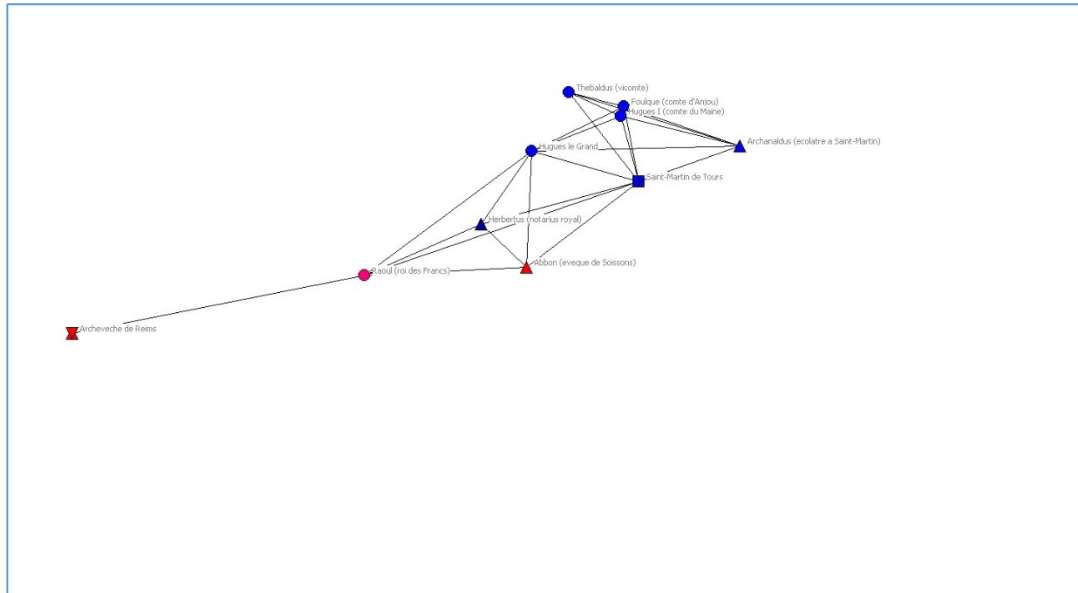 Thebaldus (vicomte)
Foulque (comte d'Anjou)
Hugues I (comte du Maine)
Archanaldus (ecolatre a Saint-Martin)
Hugues le Grand
Saint-Martin de Tours
Herbertus (notarius royal)
Abbon (eveque de Soissons)
Raoul (roi des Francs)
Archeveche de Reims